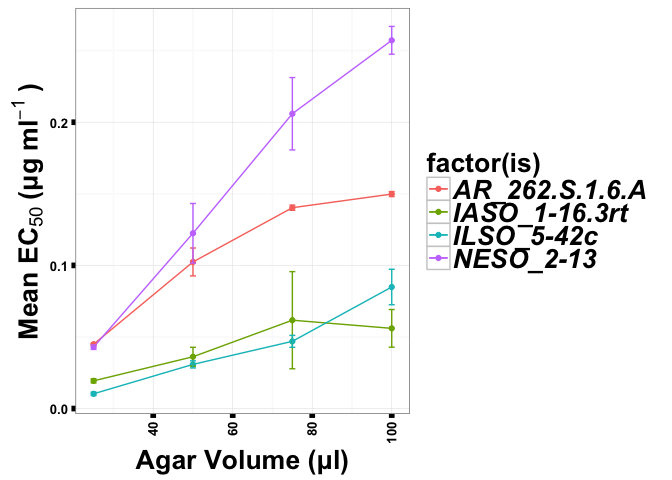 Mean EC50 (µg ml−1 )
0.2
0.1
0.0
40
60
80
100
Agar Volume (µl)
factor(is)
AR_262.S.1.6.A
IASO_1-16.3rt
ILSO_5-42c
NESO_2-13